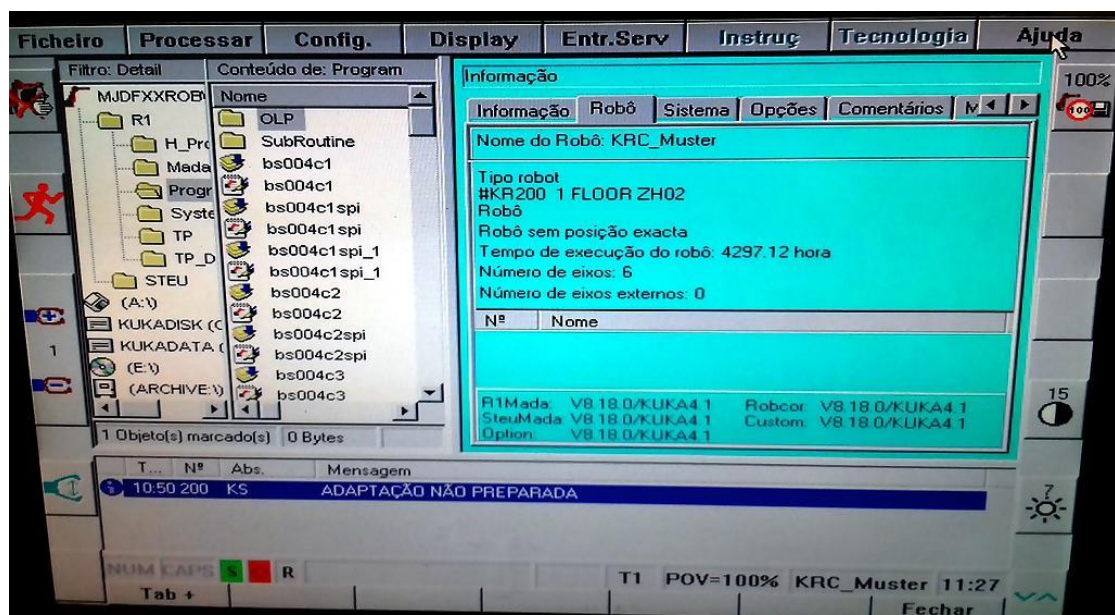 Ficheiro Processar Config. Display Entr.Serv Instruç Tecnologia Ajuda
Filtro: Detail Conteúdo de: Program
MJDFXXROB
R1
H_Pro
Mada
Progr
Syste
TP
TP_D
STEU
(A:\)
KUKADISK (C
KUKADATA (
(E:\)
(ARCHIVE:\)
Nome
OLP
SubRoutine
bs004c1
bs004c1
bs004c1spi
bs004c1spi
bs004c1spi_1
bs004c1spi_1
bs004c2
bs004c2
bs004c2spi
bs004c2spi
bs004c3
bs004c3
1 Objeto(s) marcado(s) 0 Bytes
Informação
Informação Robô Sistema Opções Comentários M
Nome do Robô: KRC_Muster
Tipo robot
#KR200 1 FLOOR ZH02
Robô
Robô sem posição exacta
Tempo de execução do robô: 4297.12 hora
Número de eixos: 6
Número de eixos externos: 0
Nº Nome
R1Mada: V8.18.0/KUKA4.1 Robcor: V8.18.0/KUKA4.1
SteuMada: V8.18.0/KUKA4.1 Custom: V8.18.0/KUKA4.1
Option: V8.18.0/KUKA4.1
100%
100
1
15
7
T... Nº Abs. Mensagem
10:50 200 KS ADAPTAÇÃO NÃO PREPARADA
NUM CAPS S R T1 POV=100% KRC_Muster 11:27
Tab + Fechar